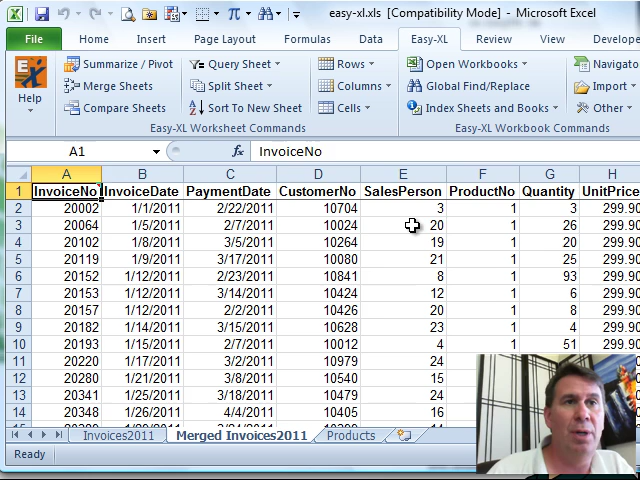 easy-xl.xls [Compatibility Mode] - Microsoft Excel
File Home Insert Page Layout Formulas Data Easy-XL Review View Develope
Help
Summarize / Pivot
Merge Sheets
Compare Sheets
Query Sheet
Split Sheet
Sort To New Sheet
Rows
Columns
Cells
Easy-XL Worksheet Commands
Open Workbooks
Global Find/Replace
Index Sheets and Books
Navigato
Import
Other
Easy-XL Workbook Commands
A1 fx InvoiceNo
A B C D E F G H
1 InvoiceNo InvoiceDate PaymentDate CustomerNo SalesPerson ProductNo Quantity UnitPrice
2 20002 1/1/2011 2/22/2011 10704 3 1 3 299.90
3 20064 1/5/2011 2/7/2011 10024 20 1 26 299.90
4 20102 1/8/2011 3/5/2011 10264 19 1 20 299.90
5 20119 1/9/2011 3/17/2011 10080 21 1 25 299.90
6 20152 1/12/2011 2/23/2011 10841 8 1 93 299.90
7 20153 1/12/2011 3/14/2011 10424 12 1 6 299.90
8 20157 1/12/2011 2/2/2011 10426 20 1 8 299.90
9 20182 1/14/2011 3/15/2011 10628 23 1 4 299.90
10 20193 1/15/2011 2/7/2011 10012 4 1 51 299.90
11 20220 1/17/2011 3/2/2011 10979 24
12 20280 1/21/2011 3/8/2011 10540 15
13 20341 1/25/2011 3/18/2011 10479 24
14 20348 1/26/2011 4/4/2011 10405 16
Invoices2011 Merged Invoices2011 Products
Ready